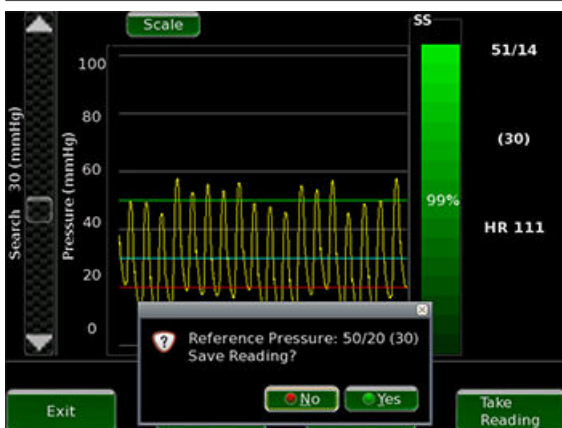 Scale
SS
51/14
(30)
HR 111
99%
Search 30 (mmHg)
Pressure (mmHg)
100
80
60
40
20
0
?
Reference Pressure: 50/20 (30)
Save Reading?
No
Yes
Exit
Take
Reading